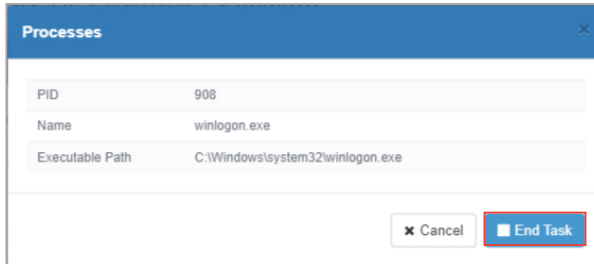 Processes
PID 908
Name winlogon.exe
Executable Path C:\Windows\system32\winlogon.exe
Cancel End Task